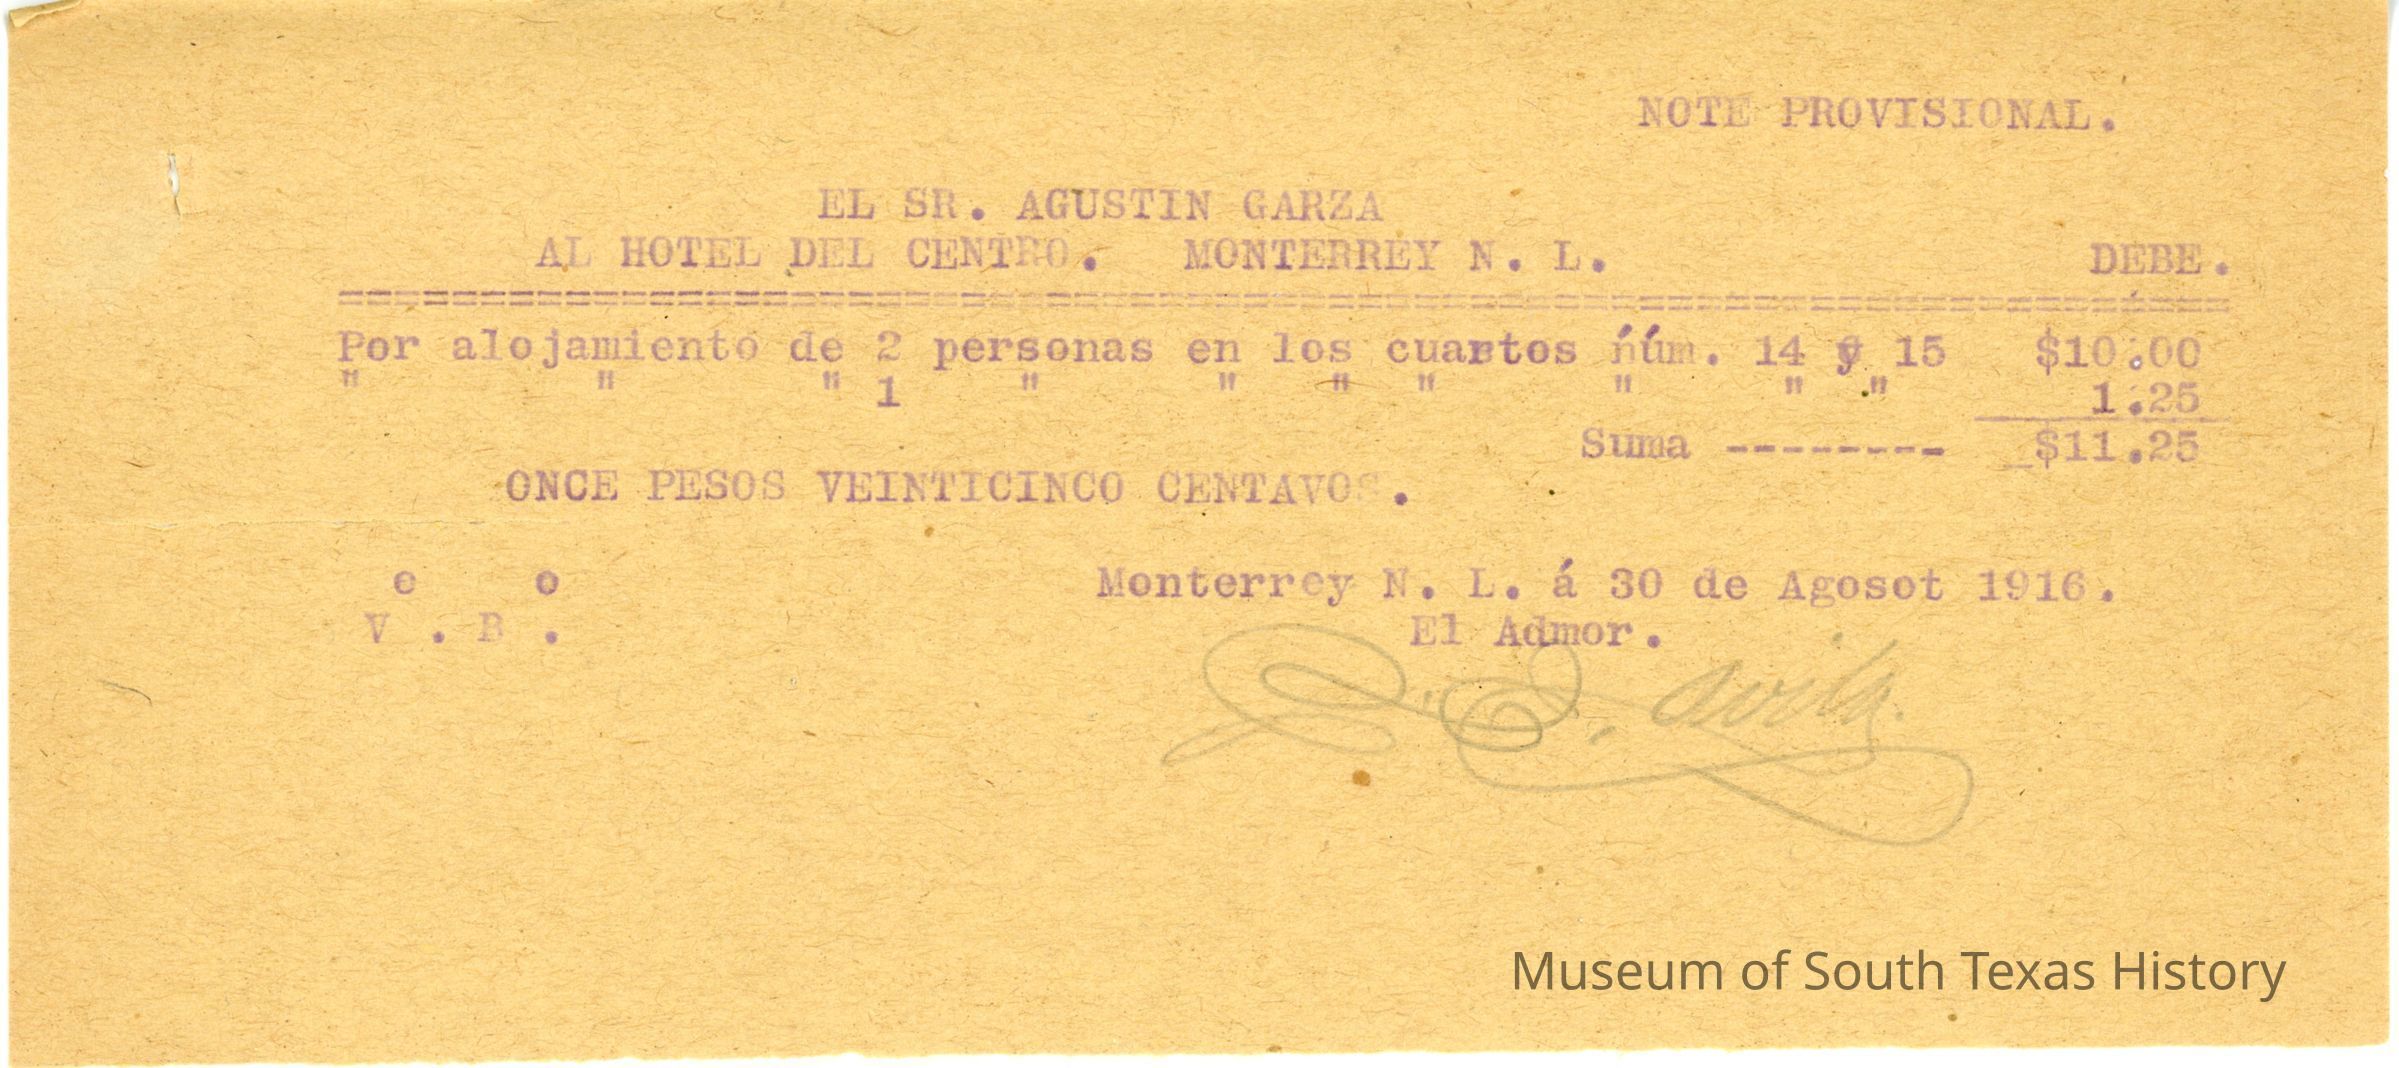 NOTE PROVISIONAL.
EL SR. AGUSTIN GARZA
AL HOTEL DEL CENTRO. MONTERREY N. L. DEBE.
==================================================================
Por alojamiento de 2 personas en los cuartos núm. 14 y 15 $10.00
" " " 1 " " " " " " " 1.25
Suma -------- $11.25
ONCE PESOS VEINTICINCO CENTAVOS.
e o
V . B .
Monterrey N. L. á 30 de Agosot 1916.
El Admor.
Avila.
Museum of South Texas History